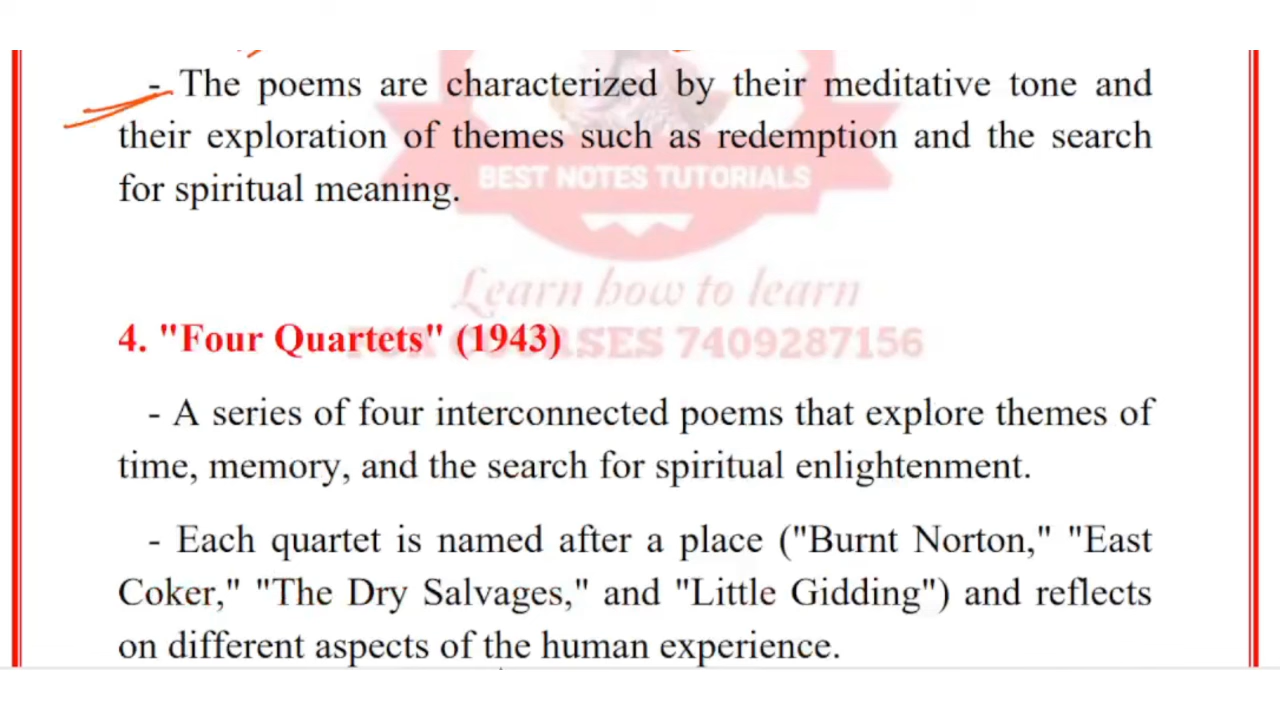 - The poems are characterized by their meditative tone and
their exploration of themes such as redemption and the search
for spiritual meaning.
BEST NOTES TUTORIALS
Learn how to learn
FOR COURSES 7409287156
4. "Four Quartets" (1943)
- A series of four interconnected poems that explore themes of
time, memory, and the search for spiritual enlightenment.
- Each quartet is named after a place ("Burnt Norton," "East
Coker," "The Dry Salvages," and "Little Gidding") and reflects
on different aspects of the human experience.